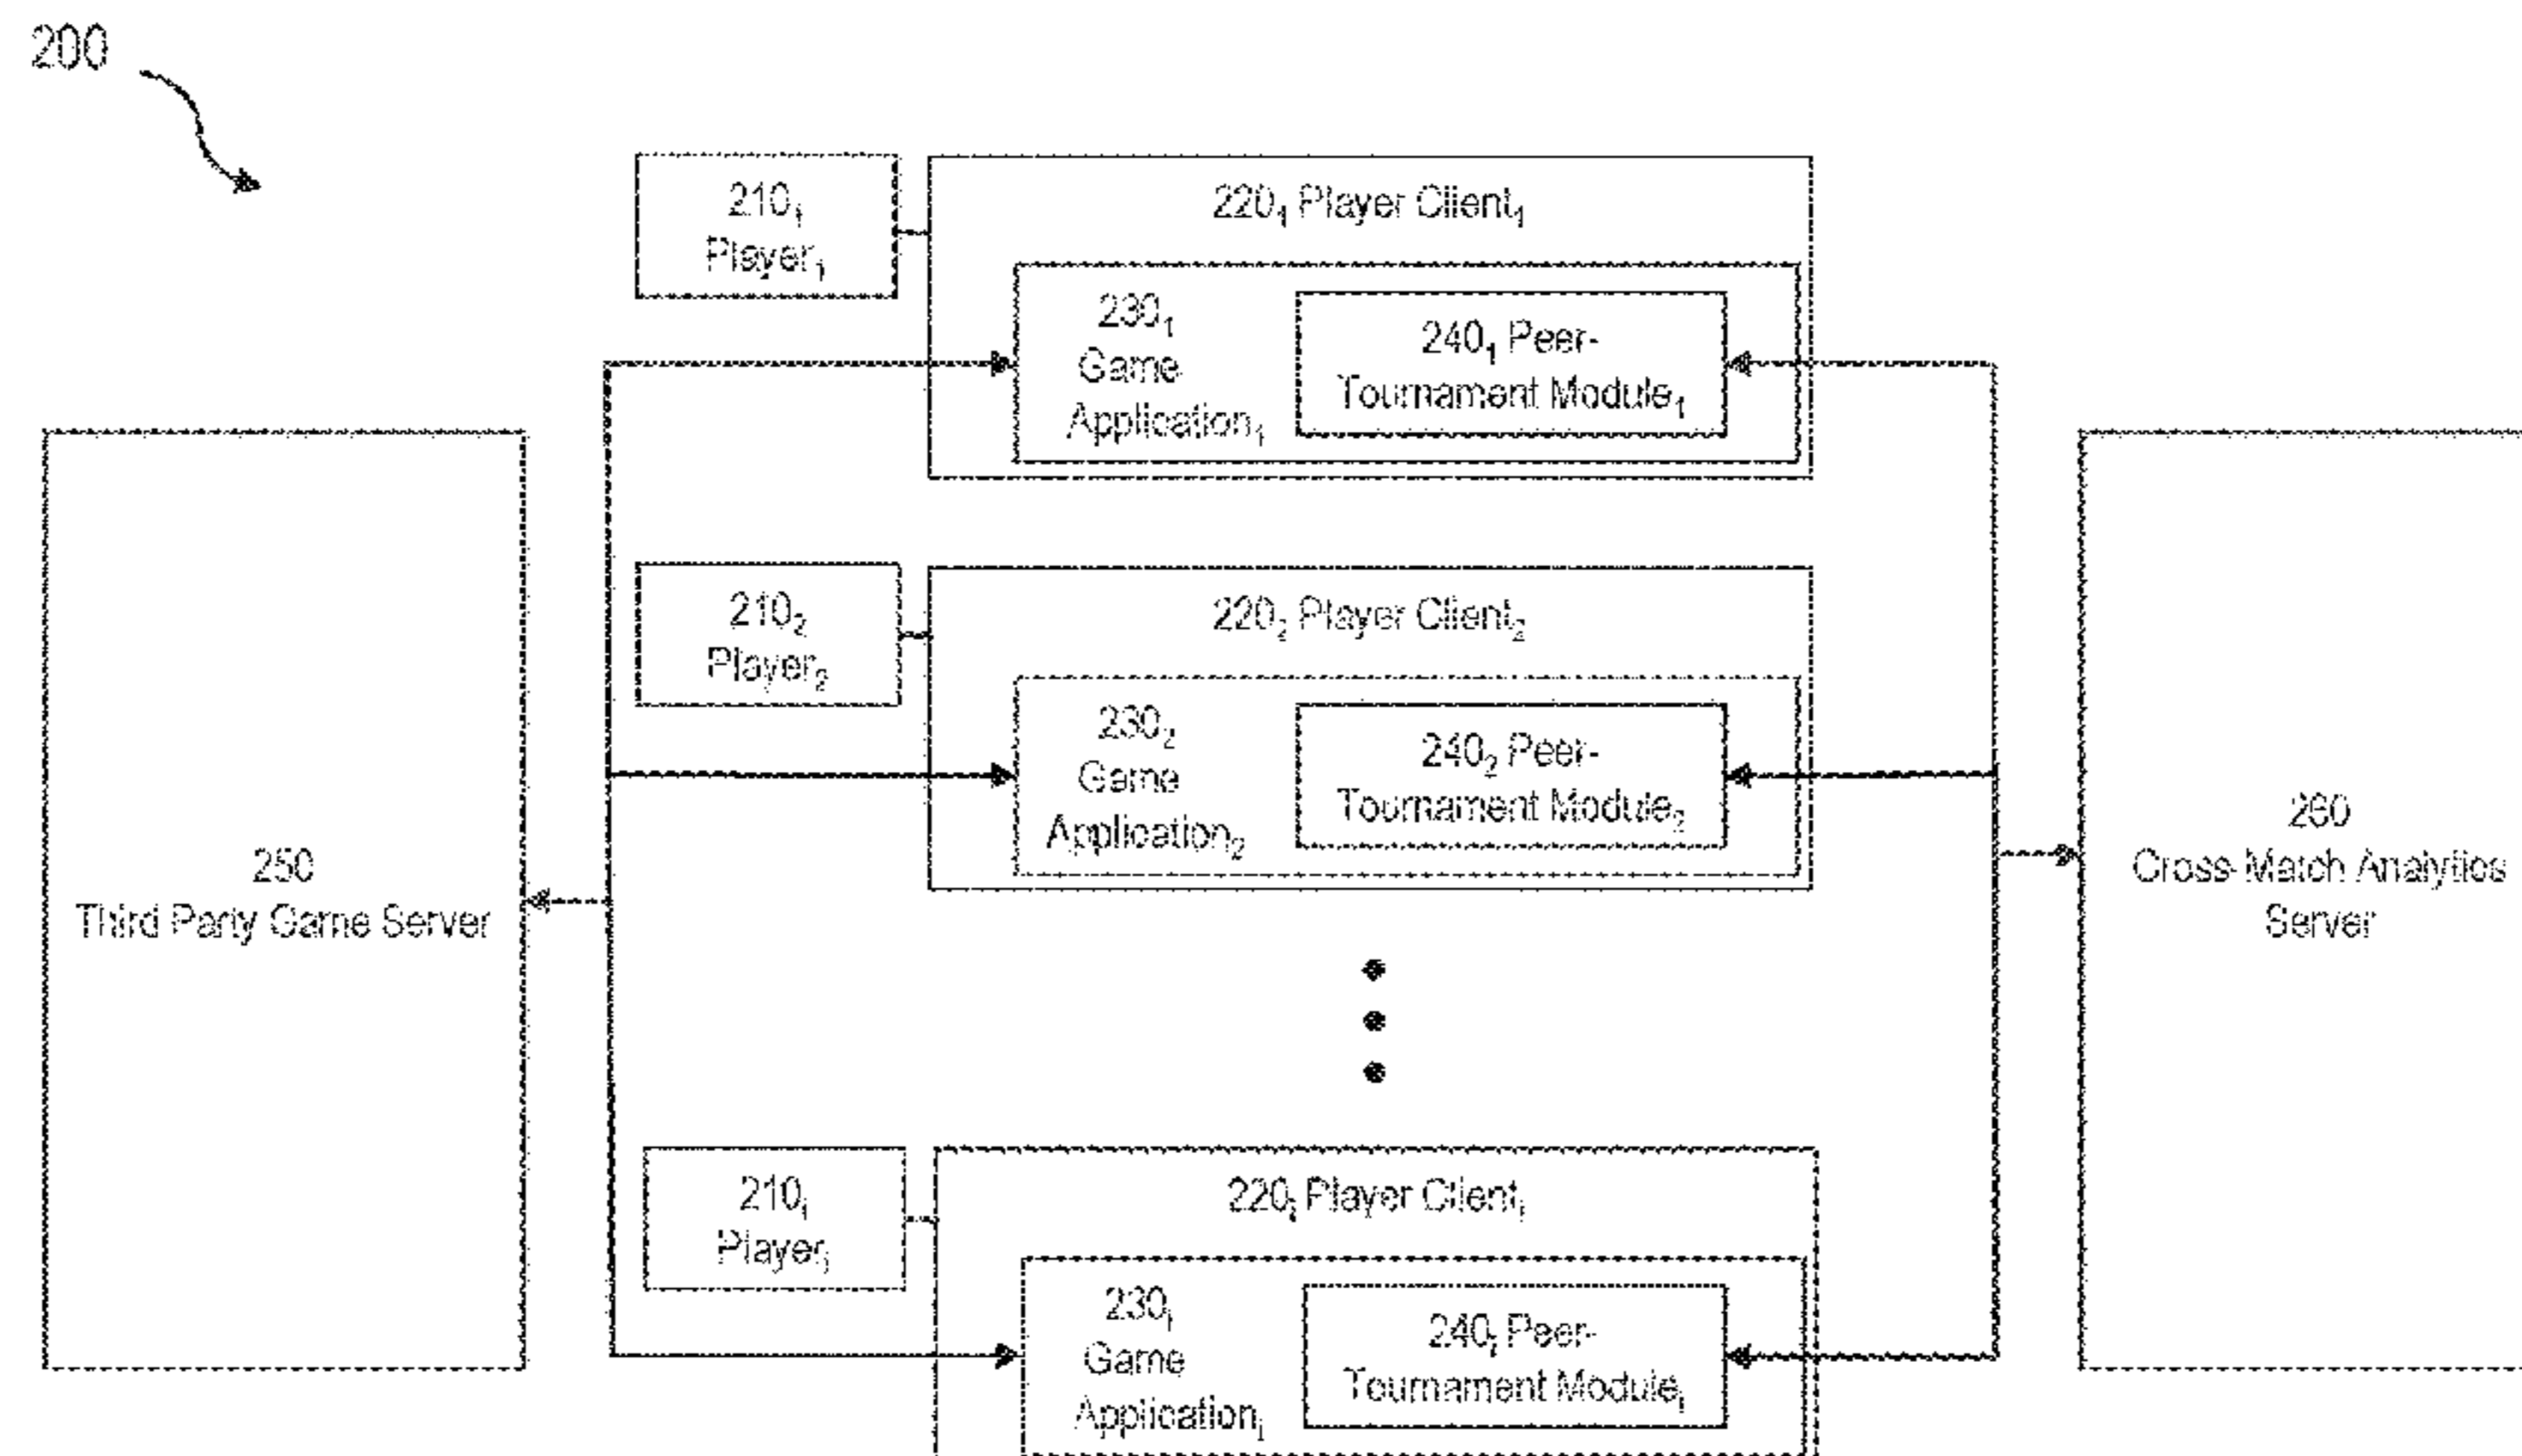 200
210₁
Player₁
220₁ Player Client₁
230₁
Game
Application₁
240₁ Peer-
Tournament Module₁
210₂
Player₂
220₂ Player Client₂
230₂
Game
Application₂
240₂ Peer-
Tournament Module₂
250
Third Party Game Server
260
Cross-Match Analytics
Server
210ᵢ
Playerᵢ
220ᵢ Player Clientᵢ
230ᵢ
Game
Applicationᵢ
240ᵢ Peer-
Tournament Moduleᵢ